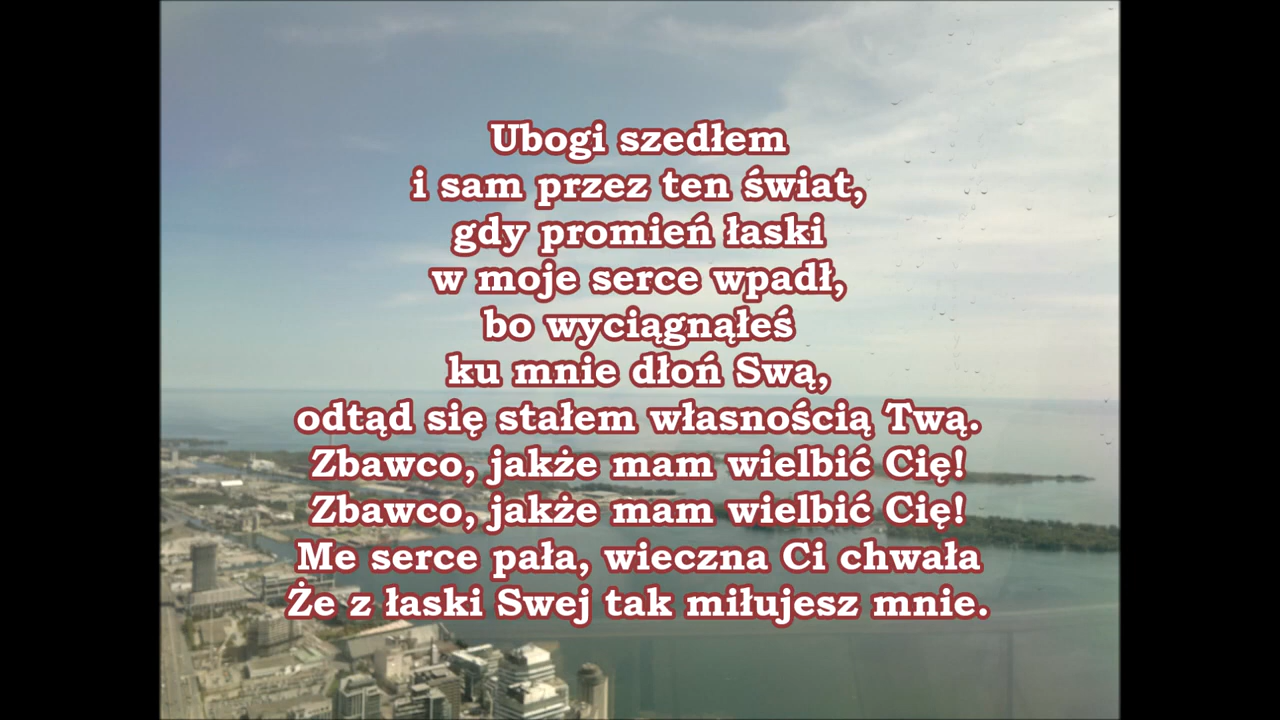 Ubogi szedłem
i sam przez ten świat,
gdy promień łaski
w moje serce wpadł,
bo wyciągnąłeś
ku mnie dłoń Swą,
odtąd się stałem własnością Twą.
Zbawco, jakże mam wielbić Cię!
Zbawco, jakże mam wielbić Cię!
Me serce pała, wieczna Ci chwała
Że z łaski Swej tak miłujesz mnie.